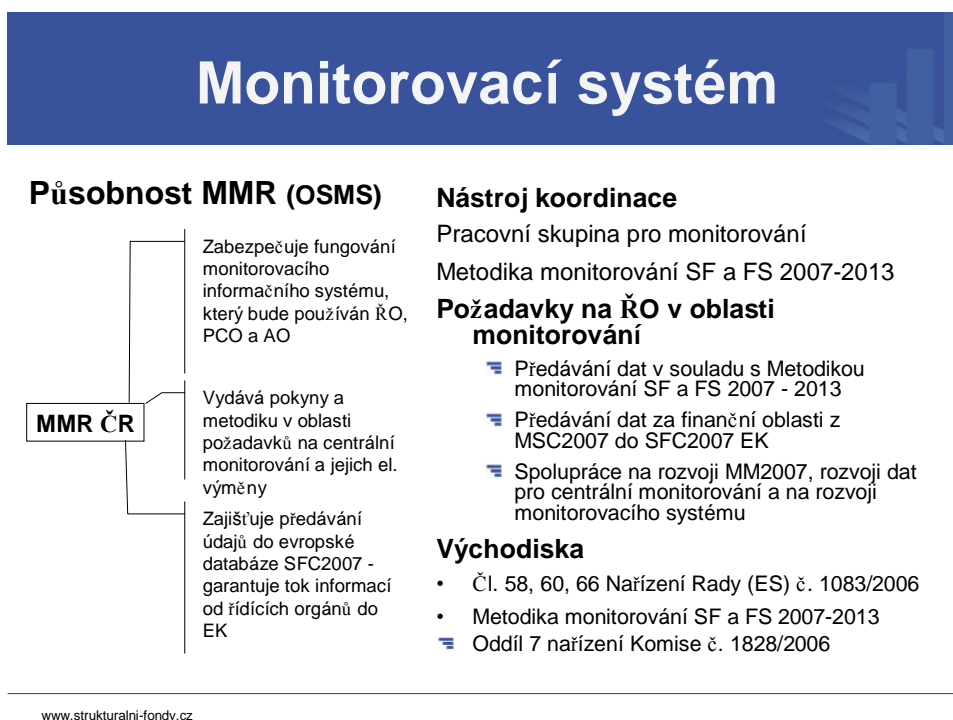 Monitorovací systém
Působnost MMR (OSMS)
Zabezpečuje fungování
monitorovacího
informačního systému,
který bude používán ŘO,
PCO a AO
MMR ČR
Vydává pokyny a
metodiku v oblasti
požadavků na centrální
monitorování a jejich el.
výměny
Zajišťuje předávání
údajů do evropské
databáze SFC2007 -
garantuje tok informací
od řídících orgánů do
EK
Nástroj koordinace
Pracovní skupina pro monitorování
Metodika monitorování SF a FS 2007-2013
Požadavky na ŘO v oblasti
monitorování
Předávání dat v souladu s Metodikou
monitorování SF a FS 2007 - 2013
Předávání dat za finanční oblasti z
MSC2007 do SFC2007 EK
Spolupráce na rozvoji MM2007, rozvoji dat
pro centrální monitorování a na rozvoji
monitorovacího systému
Východiska
• Čl. 58, 60, 66 Nařízení Rady (ES) č. 1083/2006
• Metodika monitorování SF a FS 2007-2013
Oddíl 7 nařízení Komise č. 1828/2006
www.strukturalni-fondy.cz